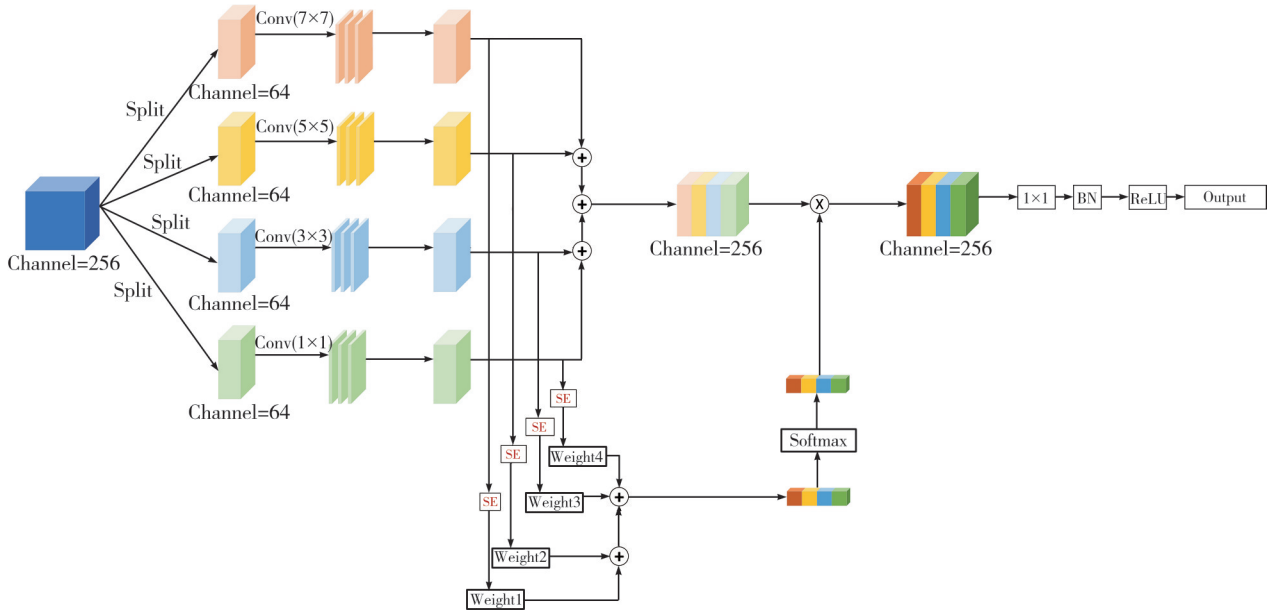 Conv(7×7)
Channel=64
Split
Conv(5×5)
Split
Channel=64
Split
Conv(3×3)
Channel=256
Channel=64
Split
Conv(1×1)
Channel=64
Channel=256
Channel=256
1×1
BN
ReLU
Output
SE
SE
SE
SE
Weight4
Weight3
Weight2
Weight1
Softmax